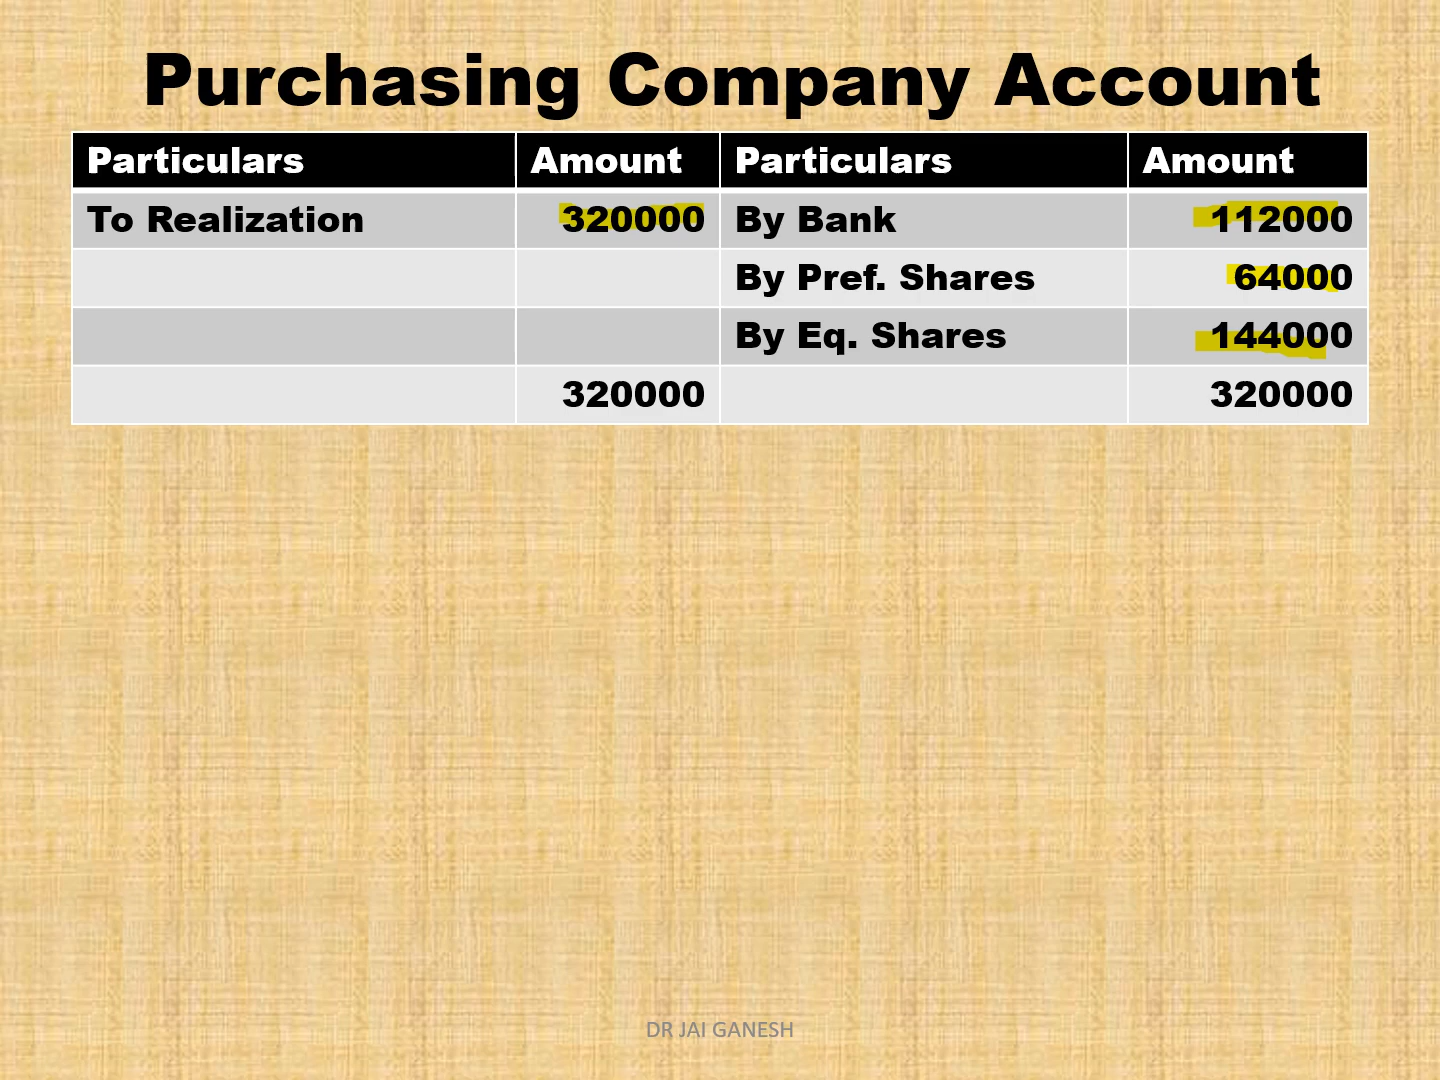 Purchasing Company Account
Particulars Amount Particulars Amount
To Realization 320000 By Bank 112000
By Pref. Shares 64000
By Eq. Shares 144000
320000 320000
DR JAI GANESH